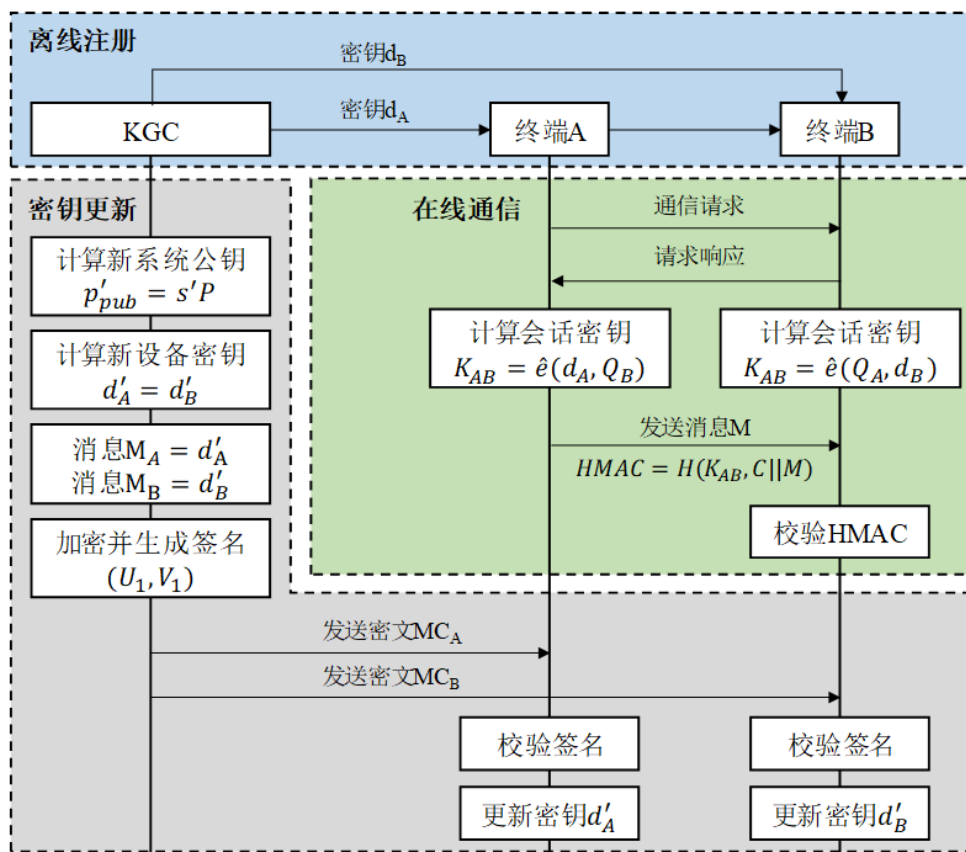 离线注册
密钥d_B
KGC
密钥d_A
终端A
终端B
密钥更新
计算新系统公钥
p'_{pub} = s'P
计算新设备密钥
d'_A = d'_B
消息M_A = d'_A
消息M_B = d'_B
加密并生成签名
(U_1, V_1)
在线通信
通信请求
请求响应
计算会话密钥
K_{AB} = ê(d_A, Q_B)
计算会话密钥
K_{AB} = ê(Q_A, d_B)
发送消息M
HMAC = H(K_{AB}, C||M)
校验HMAC
发送密文MC_A
发送密文MC_B
校验签名
校验签名
更新密钥d'_A
更新密钥d'_B